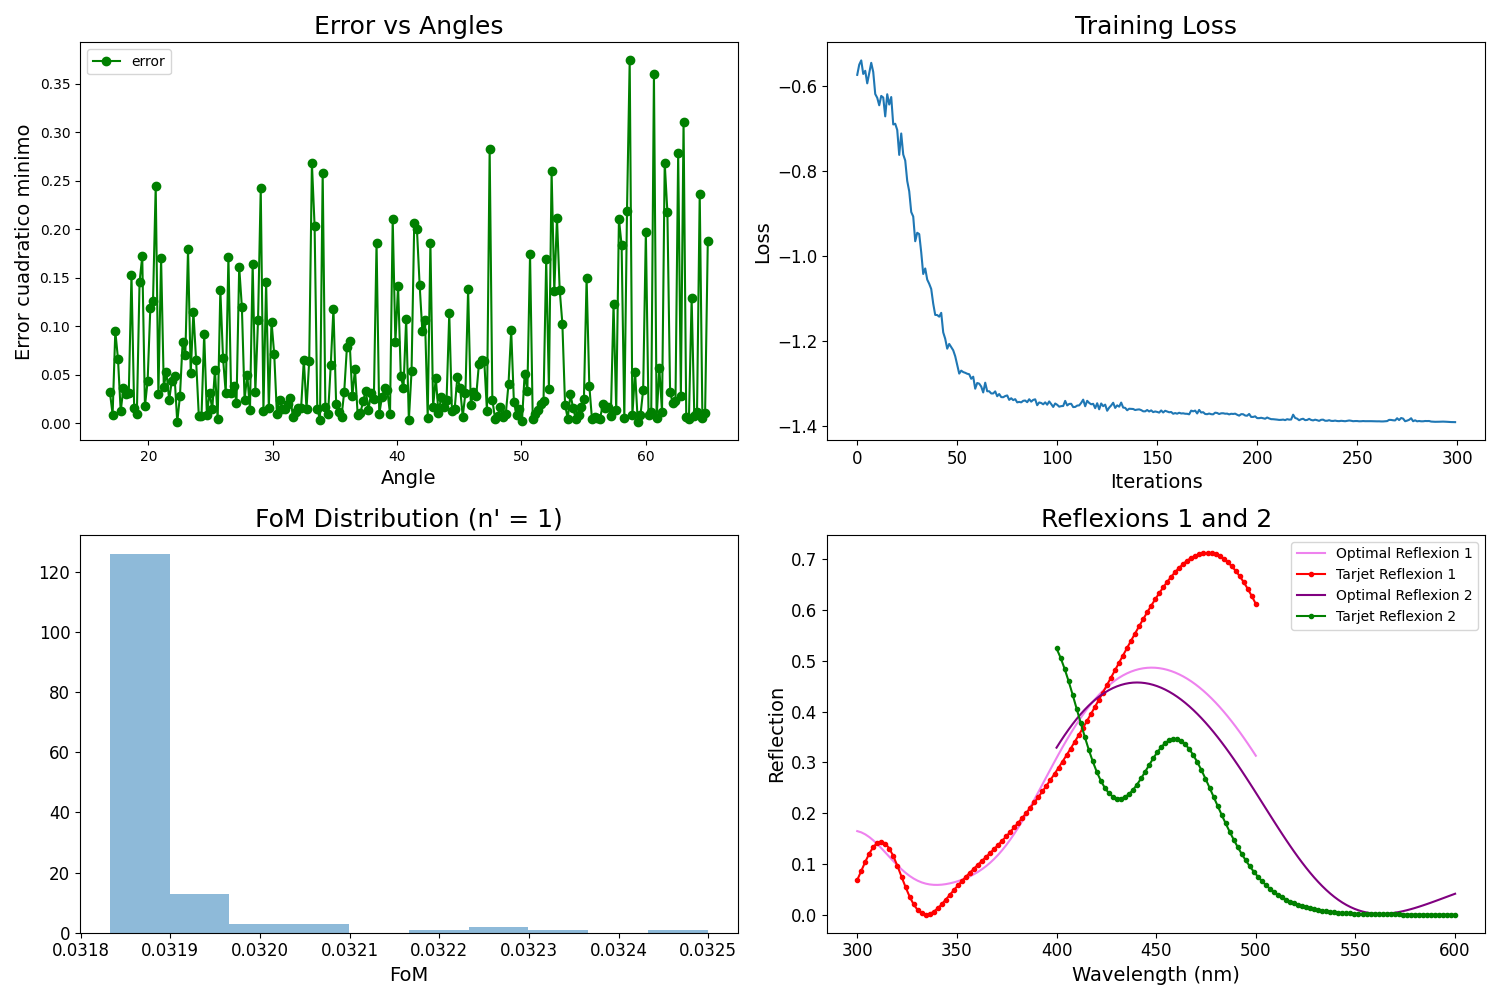 Error vs Angles
error
Error cuadratico minimo
0.35
0.30
0.25
0.20
0.15
0.10
0.05
0.00
20 30 40 50 60
Angle
Training Loss
Loss
−0.6
−0.8
−1.0
−1.2
−1.4
0 50 100 150 200 250 300
Iterations
FoM Distribution (n' = 1)
120
100
80
60
40
20
0
0.0318 0.0319 0.0320 0.0321 0.0322 0.0323 0.0324 0.0325
FoM
Reflexions 1 and 2
Optimal Reflexion 1
Tarjet Reflexion 1
Optimal Reflexion 2
Tarjet Reflexion 2
Reflection
0.7
0.6
0.5
0.4
0.3
0.2
0.1
0.0
300 350 400 450 500 550 600
Wavelength (nm)